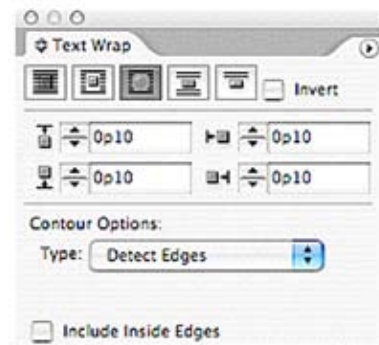 Text Wrap
Invert
0p10 0p10
0p10 0p10
Contour Options:
Type: Detect Edges
Include Inside Edges